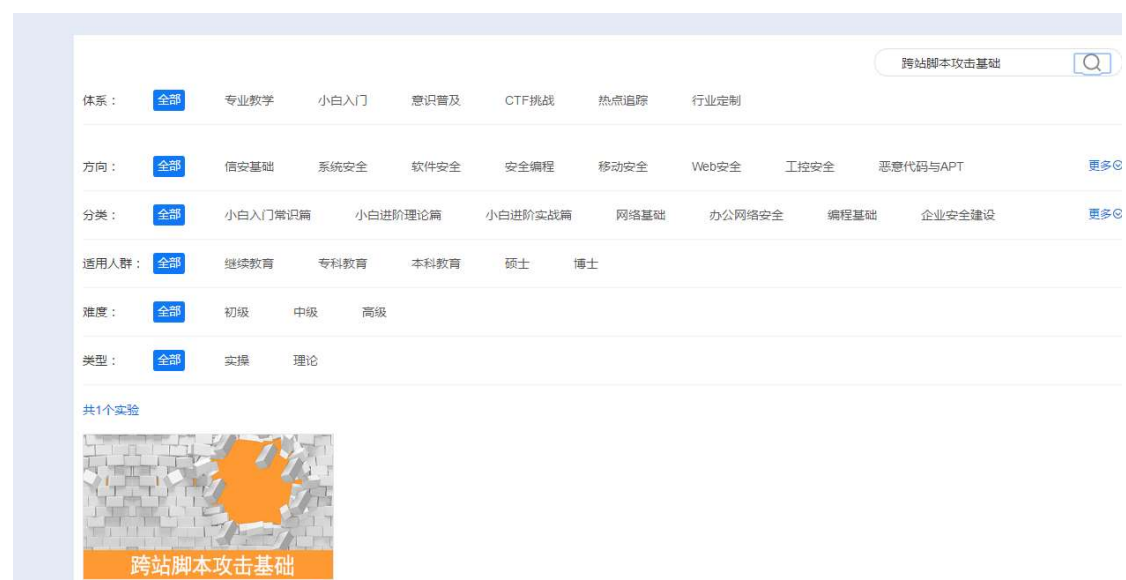 跨站脚本攻击基础
体系： 全部 专业教学 小白入门 意识普及 CTF挑战 热点追踪 行业定制
方向： 全部 信安基础 系统安全 软件安全 安全编程 移动安全 Web安全 工控安全 恶意代码与APT 更多
分类： 全部 小白入门常识篇 小白进阶理论篇 小白进阶实战篇 网络基础 办公网络安全 编程基础 企业安全建设 更多
适用人群： 全部 继续教育 专科教育 本科教育 硕士 博士
难度： 全部 初级 中级 高级
类型： 全部 实操 理论
共1个实验
跨站脚本攻击基础